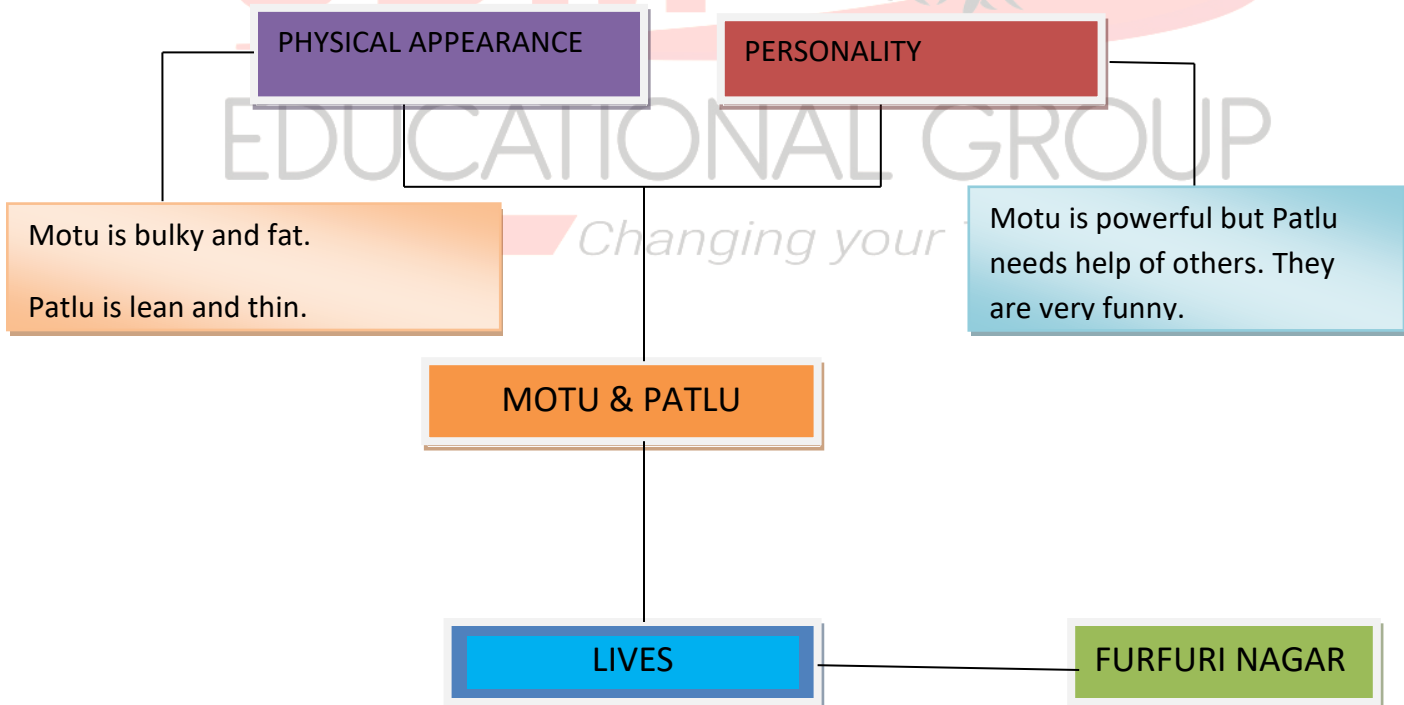 PHYSICAL APPEARANCE
PERSONALITY
EDUCATIONAL GROUP
Changing your
Motu is bulky and fat.
Patlu is lean and thin.
Motu is powerful but Patlu
needs help of others. They
are very funny.
MOTU & PATLU
LIVES
FURFURI NAGAR